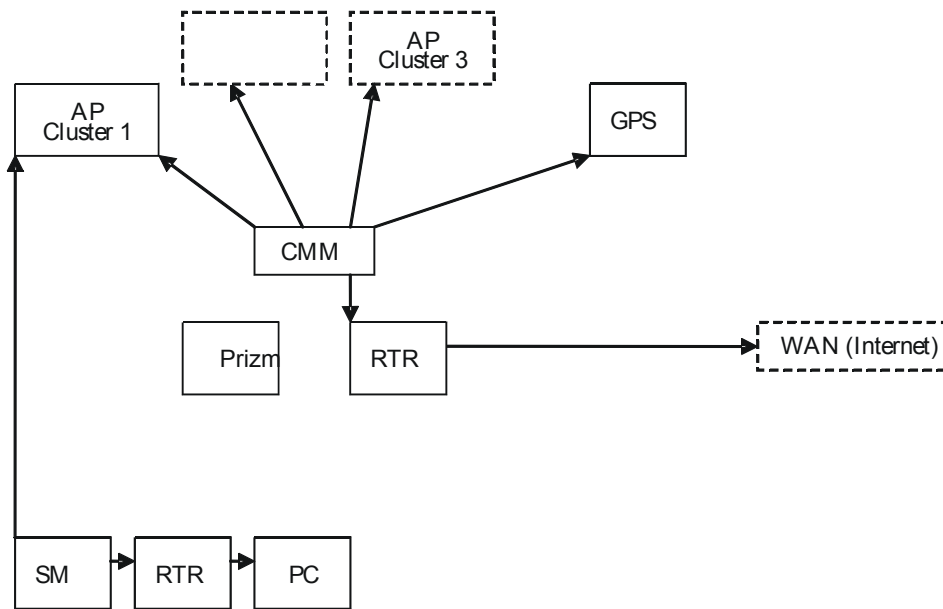 AP
Cluster 3
AP
Cluster 1
GPS
CMM
Prizm
RTR
WAN (Internet)
SM
RTR
PC